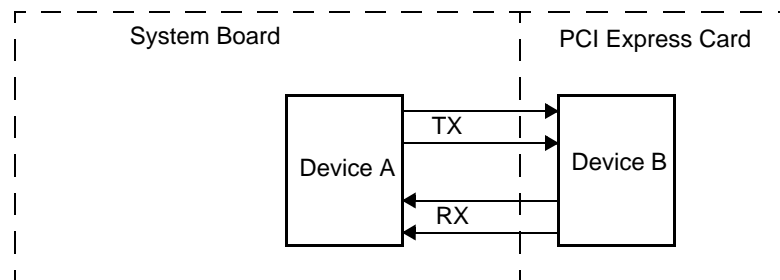 System Board
PCI Express Card
TX
Device A
Device B
RX